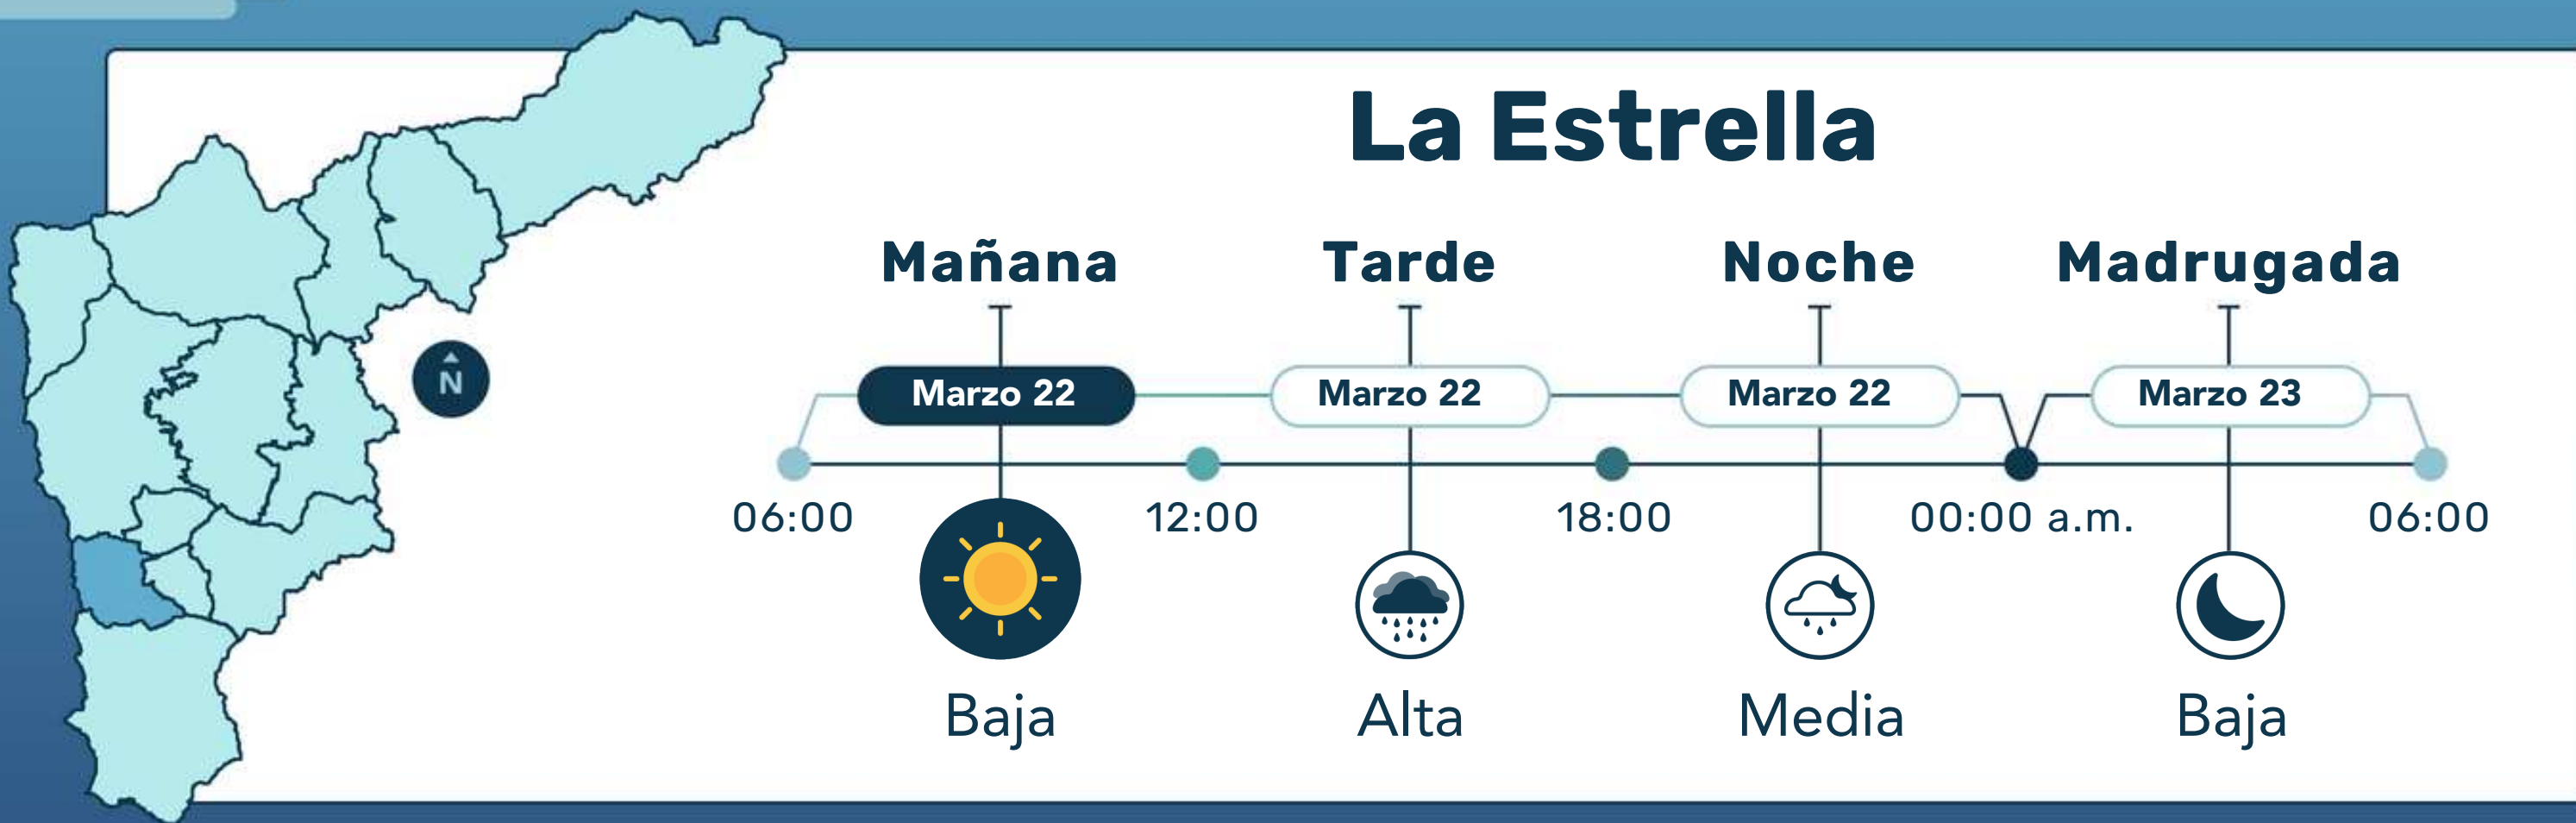 La Estrella
Mañana Tarde Noche Madrugada
N
Marzo 22 Marzo 22 Marzo 22 Marzo 23
06:00 12:00 18:00 00:00 a.m. 06:00
Baja Alta Media Baja